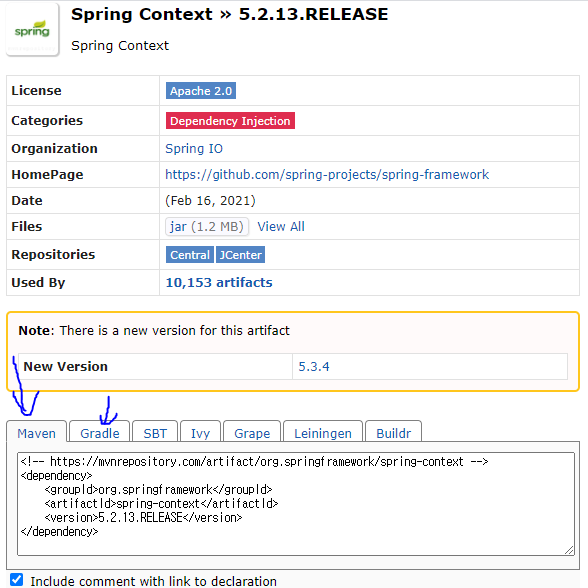 spring
Spring Context » 5.2.13.RELEASE
Spring Context
License Apache 2.0
Categories Dependency Injection
Organization Spring IO
HomePage https://github.com/spring-projects/spring-framework
Date (Feb 16, 2021)
Files jar (1.2 MB) View All
Repositories Central JCenter
Used By 10,153 artifacts
Note: There is a new version for this artifact
New Version 5.3.4
Maven Gradle SBT Ivy Grape Leiningen Buildr
<!-- https://mvnrepository.com/artifact/org.springframework/spring-context -->
<dependency>
    <groupId>org.springframework</groupId>
    <artifactId>spring-context</artifactId>
    <version>5.2.13.RELEASE</version>
</dependency>
Include comment with link to declaration